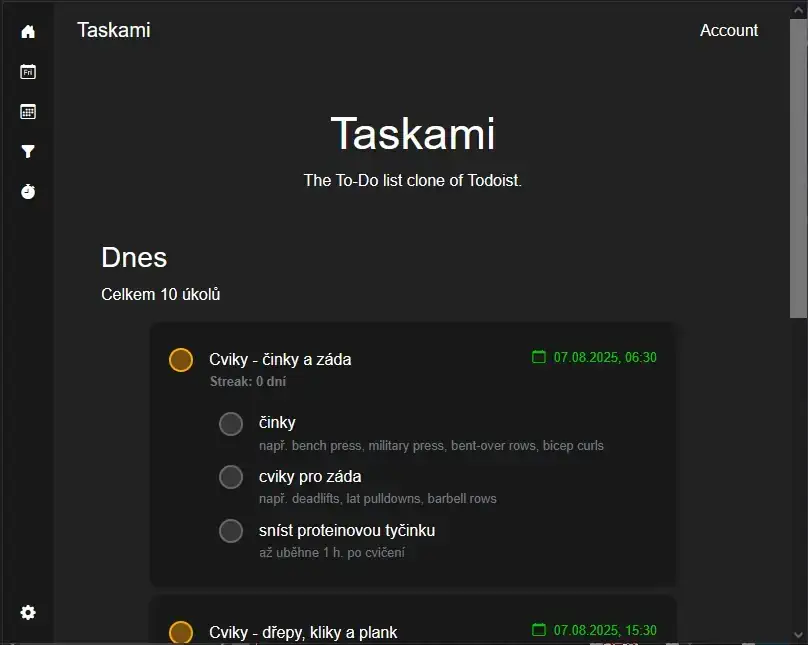 Taskami
Account
Fri
Taskami
The To-Do list clone of Todoist.
Dnes
Celkem 10 úkolů
Cviky - činky a záda
07.08.2025, 06:30
Streak: 0 dní
činky
např. bench press, military press, bent-over rows, bicep curls
cviky pro záda
např. deadlifts, lat pulldowns, barbell rows
sníst proteinovou tyčinku
až uběhne 1 h. po cvičení
Cviky - dřepy, kliky a plank
07.08.2025, 15:30